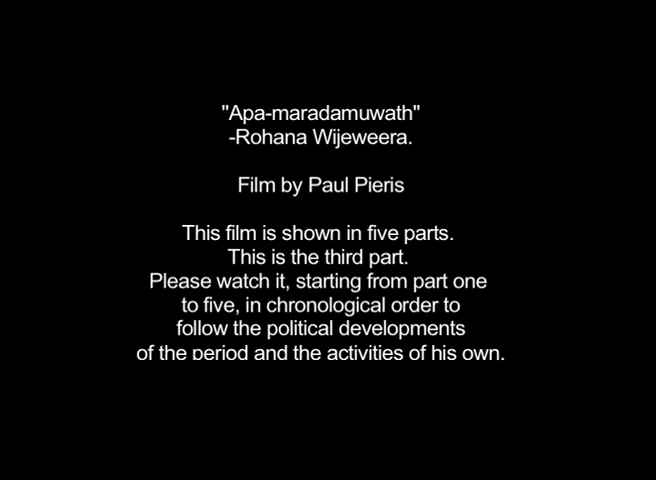 "Apa-maradamuwath"
-Rohana Wijeweera.
Film by Paul Pieris
This film is shown in five parts.
This is the third part.
Please watch it, starting from part one
to five, in chronological order to
follow the political developments
of the period and the activities of his own.